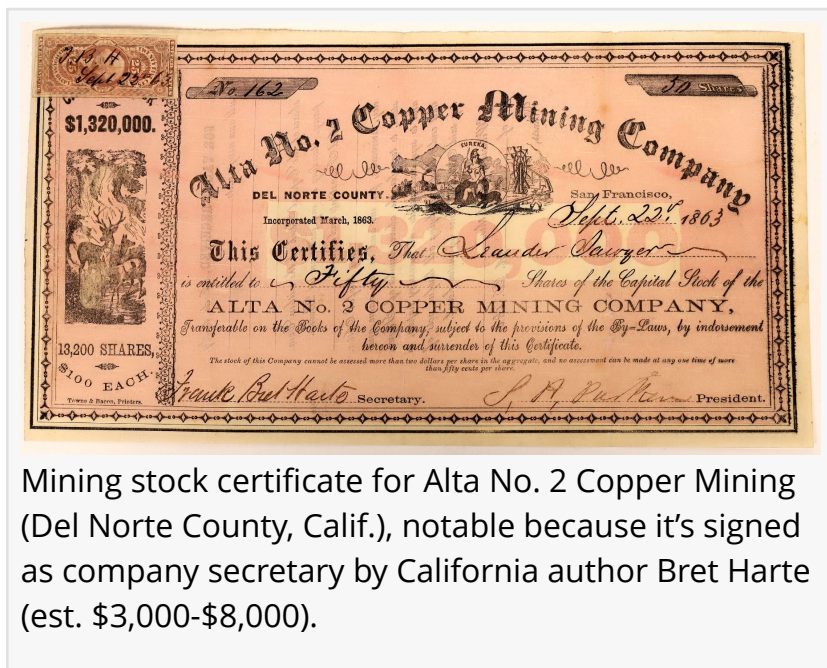 F. B. H
Sept 22d 63
$1,320,000.
No. 162
50 Shares
Alta No. 2 Copper Mining Company
EUREKA.
DEL NORTE COUNTY.
San Francisco,
Incorporated March, 1863.
Sept. 22d 1863
This Certifies, That Leander Sawyer
is entitled to Fifty Shares of the Capital Stock of the
ALTA No. 2 COPPER MINING COMPANY,
Transferable on the Books of the Company, subject to the provisions of the By-Laws, by indorsement
hereon and surrender of this Certificate.
The stock of this Company cannot be assessed more than two dollars per share in the aggregate, and no assessment can be made at any one time of more
than fifty cents per share.
13,200 SHARES,
$100 EACH.
Towne & Bacon, Printers.
Frank Bret Harte Secretary.
President.
Mining stock certificate for Alta No. 2 Copper Mining
(Del Norte County, Calif.), notable because it’s signed
as company secretary by California author Bret Harte
(est. $3,000-$8,000).